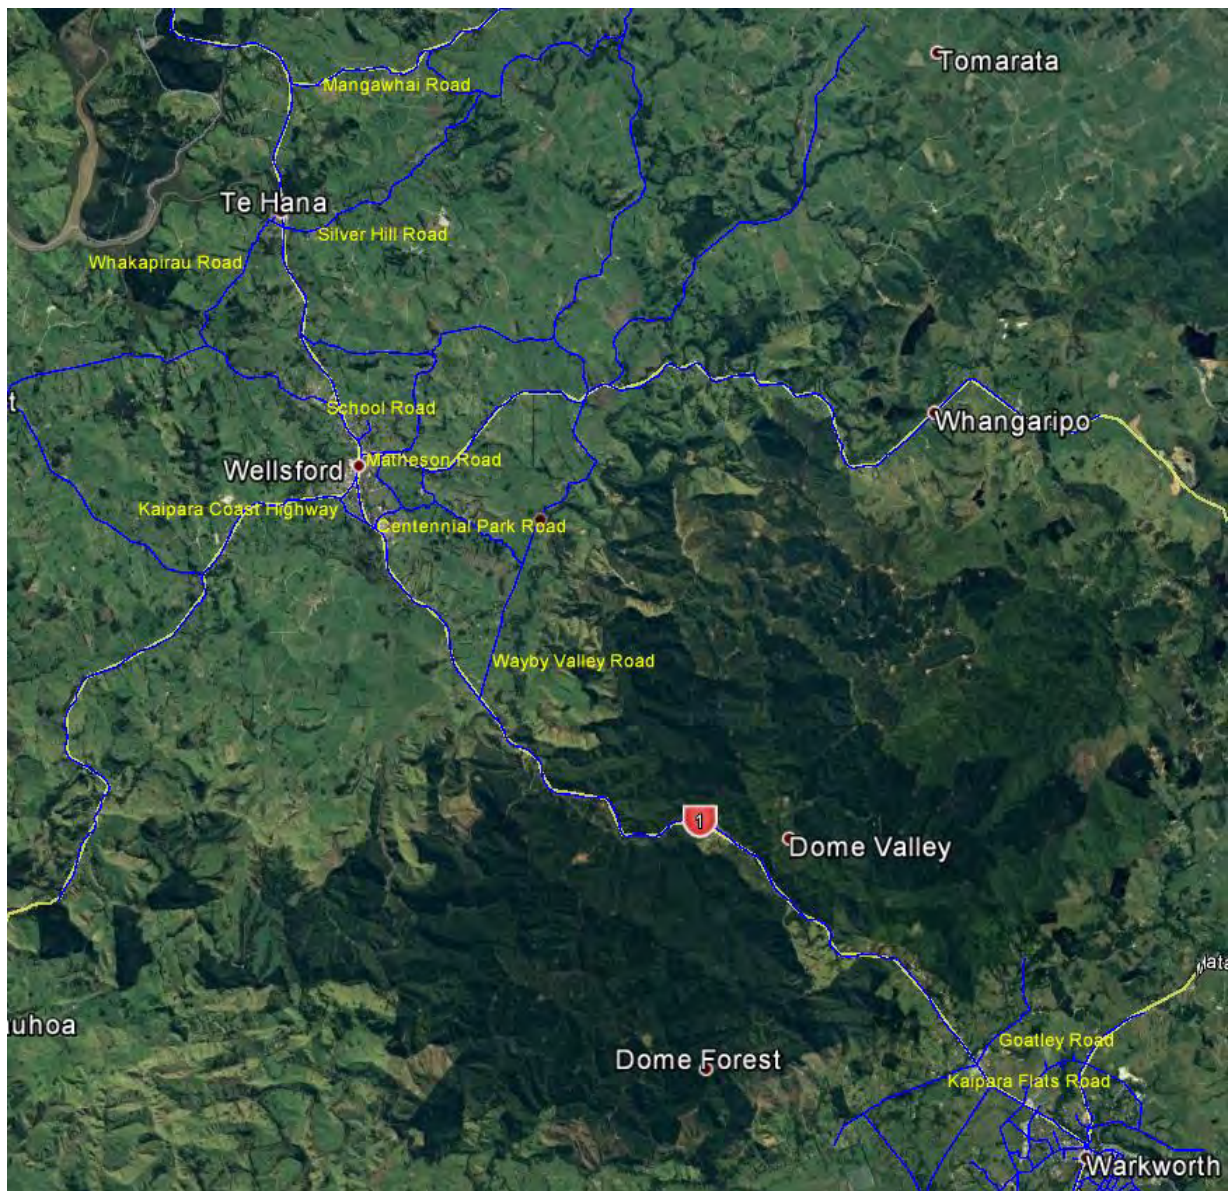 Tomarata
Mangawhai Road
Te Hana
Silver Hill Road
Whakapirau Road
t
School Road
Whangaripo
Matheson Road
Wellsford
Kaipara Coast Highway
Centennial Park Road
Wayby Valley Road
1
Dome Valley
uhoa
Goatley Road
Dome Forest
Kaipara Flats Road
Warkworth